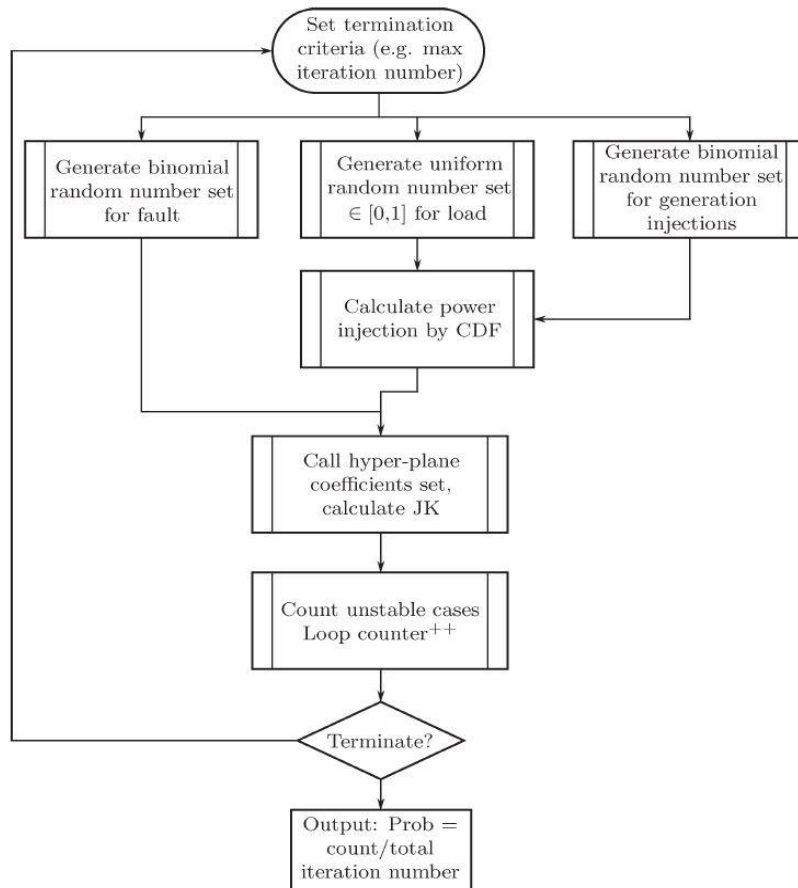 Set termination
criteria (e.g. max
iteration number)
Generate binomial
random number set
for fault
Generate uniform
random number set
∈ [0,1] for load
Generate binomial
random number set
for generation
injections
Calculate power
injection by CDF
Call hyper-plane
coefficients set,
calculate JK
Count unstable cases
Loop counter++
Terminate?
Output: Prob =
count/total
iteration number